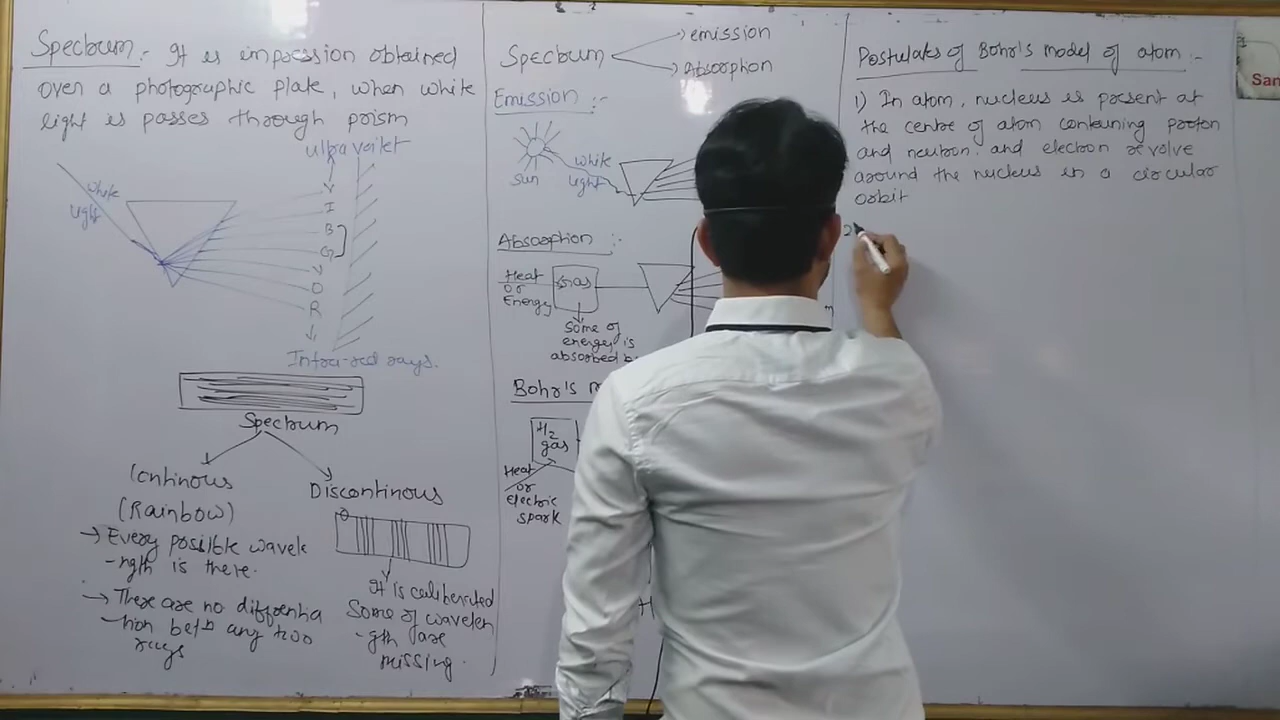 Spectrum :- It is impression obtained
over a photographic plate, when white
light is passes through prism
ultra voilet
white
light
V
I
B
G
Y
O
R
Infra-red rays.
Spectrum
Continous
(Rainbow)
→ Every possible wavele
-ngth is there.
→ There are no diffrentia
-tion betn any two
rays
Discontinous
It is caliberated
Some of wavelen
-gth are
missing.
Spectrum
emission
absorption
Emission :-
Sun
white
light
Absorption :-
Heat
or
Energy
Gas
Some of
energy is
absorbed
Bohr's
H2
gas
Heat
or
electric
spark
H
Postulates of Bohr's model of atom :-
1) In atom, nucleus is present at
the centre of atom containing proton
and neutron. and electron revolve
around the nucleus in a circular
orbit
2
San